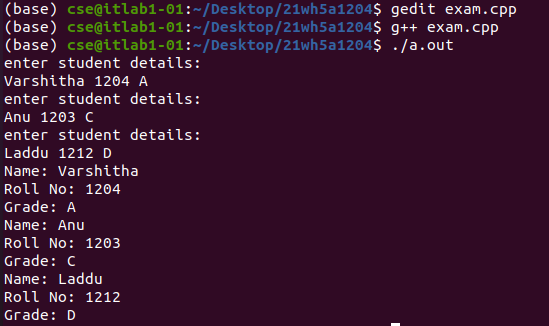 (base) cse@itlab1-01:~/Desktop/21wh5a1204$ gedit exam.cpp
(base) cse@itlab1-01:~/Desktop/21wh5a1204$ g++ exam.cpp
(base) cse@itlab1-01:~/Desktop/21wh5a1204$ ./a.out
enter student details:
Varshitha 1204 A
enter student details:
Anu 1203 C
enter student details:
Laddu 1212 D
Name: Varshitha
Roll No: 1204
Grade: A
Name: Anu
Roll No: 1203
Grade: C
Name: Laddu
Roll No: 1212
Grade: D